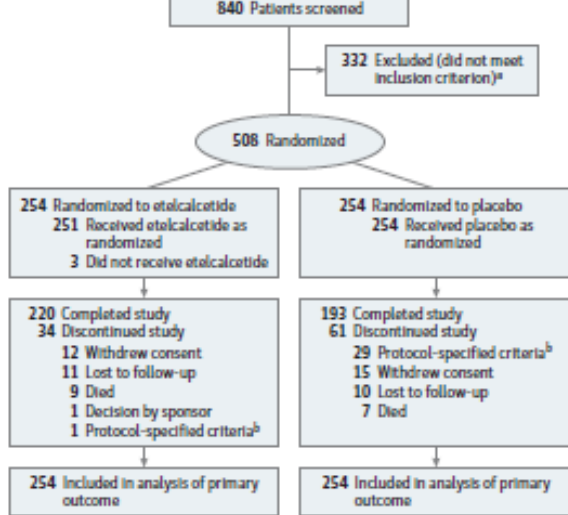 840 Patients screened
332 Excluded (did not meet
inclusion criterion)a
508 Randomized
254 Randomized to etelcalcetide
251 Received etelcalcetide as
randomized
3 Did not receive etelcalcetide
254 Randomized to placebo
254 Received placebo as
randomized
220 Completed study
34 Discontinued study
12 Withdrew consent
11 Lost to follow-up
9 Died
1 Decision by sponsor
1 Protocol-specified criteriab
193 Completed study
61 Discontinued study
29 Protocol-specified criteriab
15 Withdrew consent
10 Lost to follow-up
7 Died
254 Included in analysis of primary
outcome
254 Included in analysis of primary
outcome